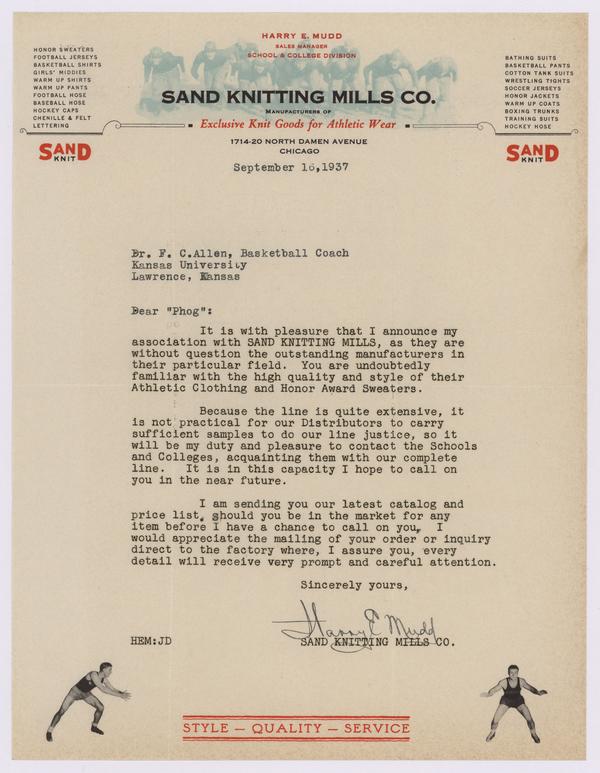 HARRY E. MUDD
SALES MANAGER
SCHOOL & COLLEGE DIVISION
HONOR SWEATERS
FOOTBALL JERSEYS
BASKETBALL SHIRTS
GIRLS' MIDDIES
WARM UP SHIRTS
WARM UP PANTS
FOOTBALL HOSE
BASEBALL HOSE
HOCKEY CAPS
CHENILLE & FELT
LETTERING
BATHING SUITS
BASKETBALL PANTS
COTTON TANK SUITS
WRESTLING TIGHTS
SOCCER JERSEYS
HONOR JACKETS
WARM UP COATS
BOXING TRUNKS
TRAINING SUITS
HOCKEY HOSE
SAND KNITTING MILLS CO.
MANUFACTURERS OF
Exclusive Knit Goods for Athletic Wear
1714-20 NORTH DAMEN AVENUE
CHICAGO
SAND
KNIT
SAND
KNIT
September 16,1937
Dr. F. C.Allen, Basketball Coach
Kansas University
Lawrence, Kansas
Dear "Phog":
It is with pleasure that I announce my
association with SAND KNITTING MILLS, as they are
without question the outstanding manufacturers in
their particular field. You are undoubtedly
familiar with the high quality and style of their
Athletic Clothing and Honor Award Sweaters.
Because the line is quite extensive, it
is not practical for our Distributors to carry
sufficient samples to do our line justice, so it
will be my duty and pleasure to contact the Schools
and Colleges, acquainting them with our complete
line. It is in this capacity I hope to call on
you in the near future.
I am sending you our latest catalog and
price list, should you be in the market for any
item before I have a chance to call on you, I
would appreciate the mailing of your order or inquiry
direct to the factory where, I assure you, every
detail will receive very prompt and careful attention.
Sincerely yours,
Harry E Mudd
HEM:JD SAND KNITTING MILLS CO.
STYLE — QUALITY — SERVICE